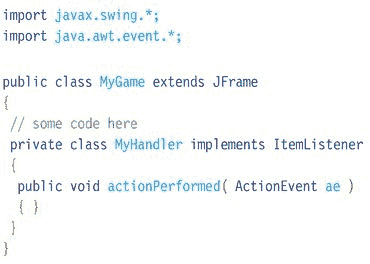 import javax.swing.*;
import java.awt.event.*;
public class MyGame extends JFrame
{
// some code here
private class MyHandler implements ItemListener
{
public void actionPerformed( ActionEvent ae )
{ }
}
}